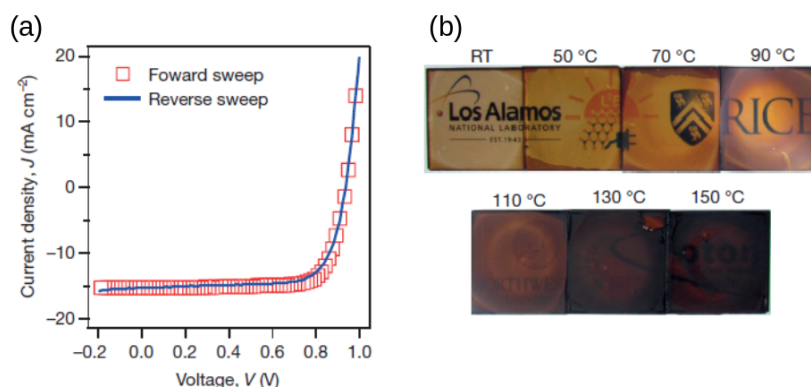 (a)
20
10
0
−10
−20
Current density, J (mA cm⁻²)
Foward sweep
Reverse sweep
−0.2 0.0 0.2 0.4 0.6 0.8 1.0
Voltage, V (V)
(b)
RT 50 °C 70 °C 90 °C
Los Alamos
NATIONAL LABORATORY
EST. 1943
RICE
110 °C 130 °C 150 °C